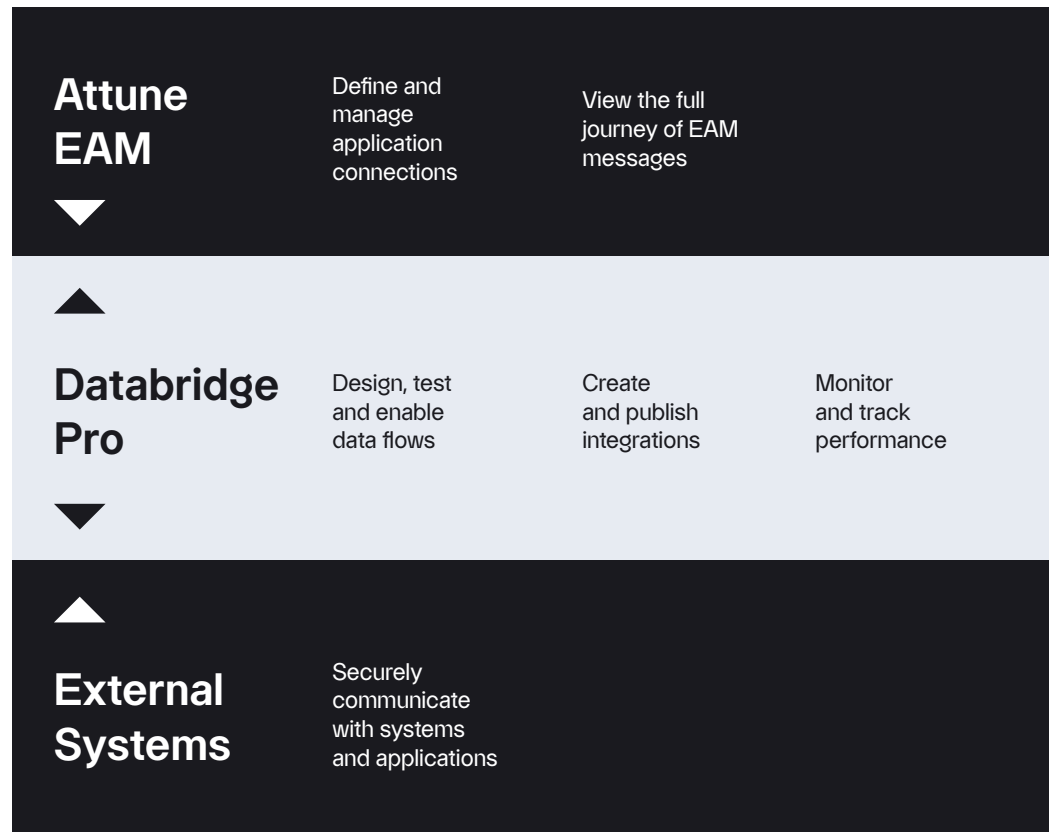 Attune
EAM
Define and
manage
application
connections
View the full
journey of EAM
messages
Databridge
Pro
Design, test
and enable
data flows
Create
and publish
integrations
Monitor
and track
performance
External
Systems
Securely
communicate
with systems
and applications